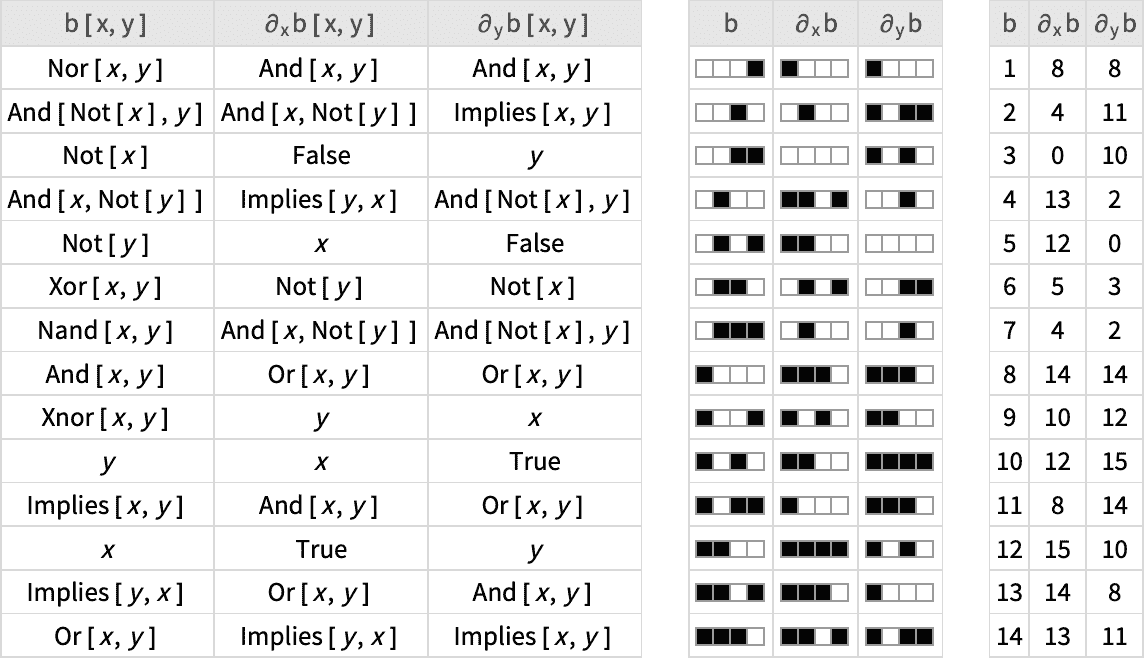 b[x, y] ∂ₓb[x, y] ∂ᵧb[x, y] b ∂ₓb ∂ᵧb b ∂ₓb ∂ᵧb
Nor[x, y] And[x, y] And[x, y] 1 8 8
And[Not[x], y] And[x, Not[y]] Implies[x, y] 2 4 11
Not[x] False y 3 0 10
And[x, Not[y]] Implies[y, x] And[Not[x], y] 4 13 2
Not[y] x False 5 12 0
Xor[x, y] Not[y] Not[x] 6 5 3
Nand[x, y] And[x, Not[y]] And[Not[x], y] 7 4 2
And[x, y] Or[x, y] Or[x, y] 8 14 14
Xnor[x, y] y x 9 10 12
y x True 10 12 15
Implies[x, y] And[x, y] Or[x, y] 11 8 14
x True y 12 15 10
Implies[y, x] Or[x, y] And[x, y] 13 14 8
Or[x, y] Implies[y, x] Implies[x, y] 14 13 11